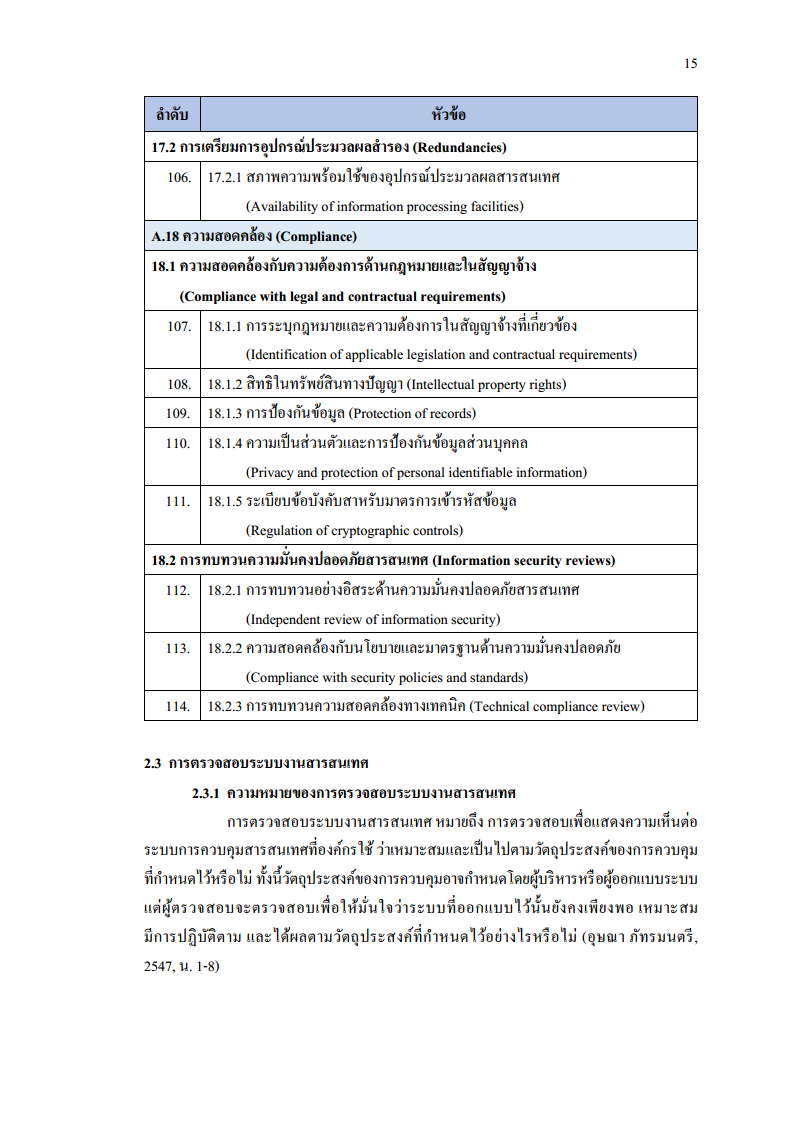 15
ลำดับ หัวข้อ
17.2 การเตรียมการอุปกรณ์ประมวลผลสำรอง (Redundancies)
106. 17.2.1 สภาพความพร้อมใช้ของอุปกรณ์ประมวลผลสารสนเทศ
(Availability of information processing facilities)
A.18 ความสอดคล้อง (Compliance)
18.1 ความสอดคล้องกับความต้องการด้านกฎหมายและในสัญญาจ้าง
(Compliance with legal and contractual requirements)
107. 18.1.1 การระบุกฎหมายและความต้องการในสัญญาจ้างที่เกี่ยวข้อง
(Identification of applicable legislation and contractual requirements)
108. 18.1.2 สิทธิในทรัพย์สินทางปัญญา (Intellectual property rights)
109. 18.1.3 การป้องกันข้อมูล (Protection of records)
110. 18.1.4 ความเป็นส่วนตัวและการป้องกันข้อมูลส่วนบุคคล
(Privacy and protection of personal identifiable information)
111. 18.1.5 ระเบียบข้อบังคับสาหรับมาตรการเข้ารหัสข้อมูล
(Regulation of cryptographic controls)
18.2 การทบทวนความมั่นคงปลอดภัยสารสนเทศ (Information security reviews)
112. 18.2.1 การทบทวนอย่างอิสระด้านความมั่นคงปลอดภัยสารสนเทศ
(Independent review of information security)
113. 18.2.2 ความสอดคล้องกับนโยบายและมาตรฐานด้านความมั่นคงปลอดภัย
(Compliance with security policies and standards)
114. 18.2.3 การทบทวนความสอดคล้องทางเทคนิค (Technical compliance review)
2.3 การตรวจสอบระบบงานสารสนเทศ
2.3.1 ความหมายของการตรวจสอบระบบงานสารสนเทศ
การตรวจสอบระบบงานสารสนเทศ หมายถึง การตรวจสอบเพื่อแสดงความเห็นต่อ
ระบบการควบคุมสารสนเทศที่องค์กรใช้ ว่าเหมาะสมและเป็นไปตามวัตถุประสงค์ของการควบคุม
ที่กำหนดไว้หรือไม่ ทั้งนี้วัตถุประสงค์ของการควบคุมอาจกำหนดโดยผู้บริหารหรือผู้ออกแบบระบบ
แต่ผู้ตรวจสอบจะตรวจสอบเพื่อให้มั่นใจว่าระบบที่ออกแบบไว้นั้นยังคงเพียงพอ เหมาะสม
มีการปฏิบัติตาม และได้ผลตามวัตถุประสงค์ที่กำหนดไว้อย่างไรหรือไม่ (อุษณา ภัทรมนตรี,
2547, น. 1-8)